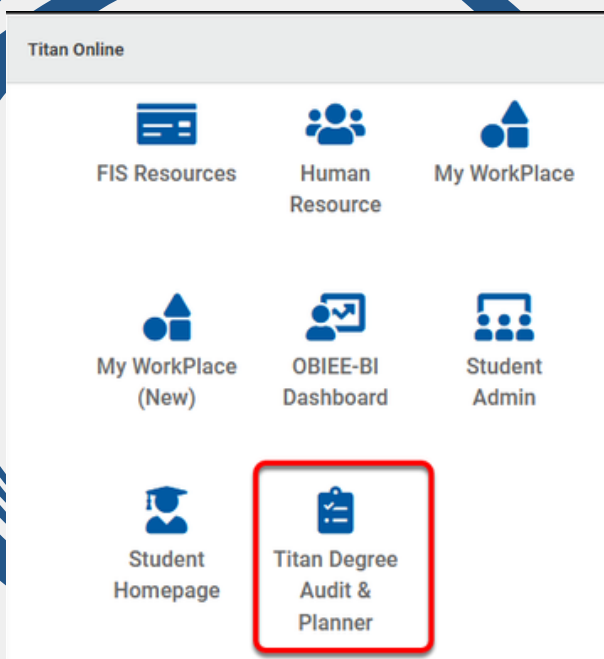 Titan Online
FIS Resources
Human
Resource
My WorkPlace
My WorkPlace
(New)
OBIEE-BI
Dashboard
Student
Admin
Student
Homepage
Titan Degree
Audit &
Planner